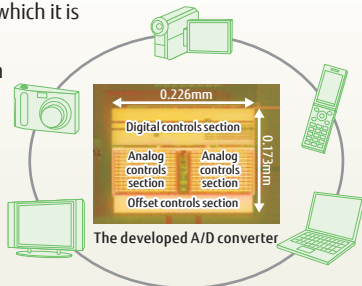 which it is
0.226mm
Digital controls section
0.173mm
Analog
controls
section
Analog
controls
section
Offset controls section
The developed A/D converter